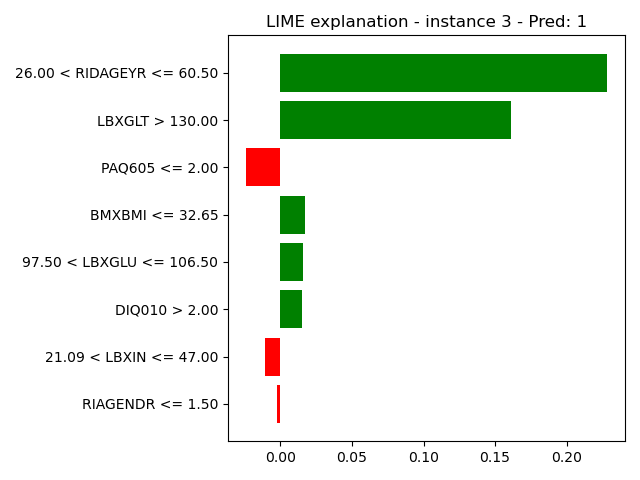 LIME explanation - instance 3 - Pred: 1
26.00 < RIDAGEYR <= 60.50
LBXGLT > 130.00
PAQ605 <= 2.00
BMXBMI <= 32.65
97.50 < LBXGLU <= 106.50
DIQ010 > 2.00
21.09 < LBXIN <= 47.00
RIAGENDR <= 1.50
0.00 0.05 0.10 0.15 0.20